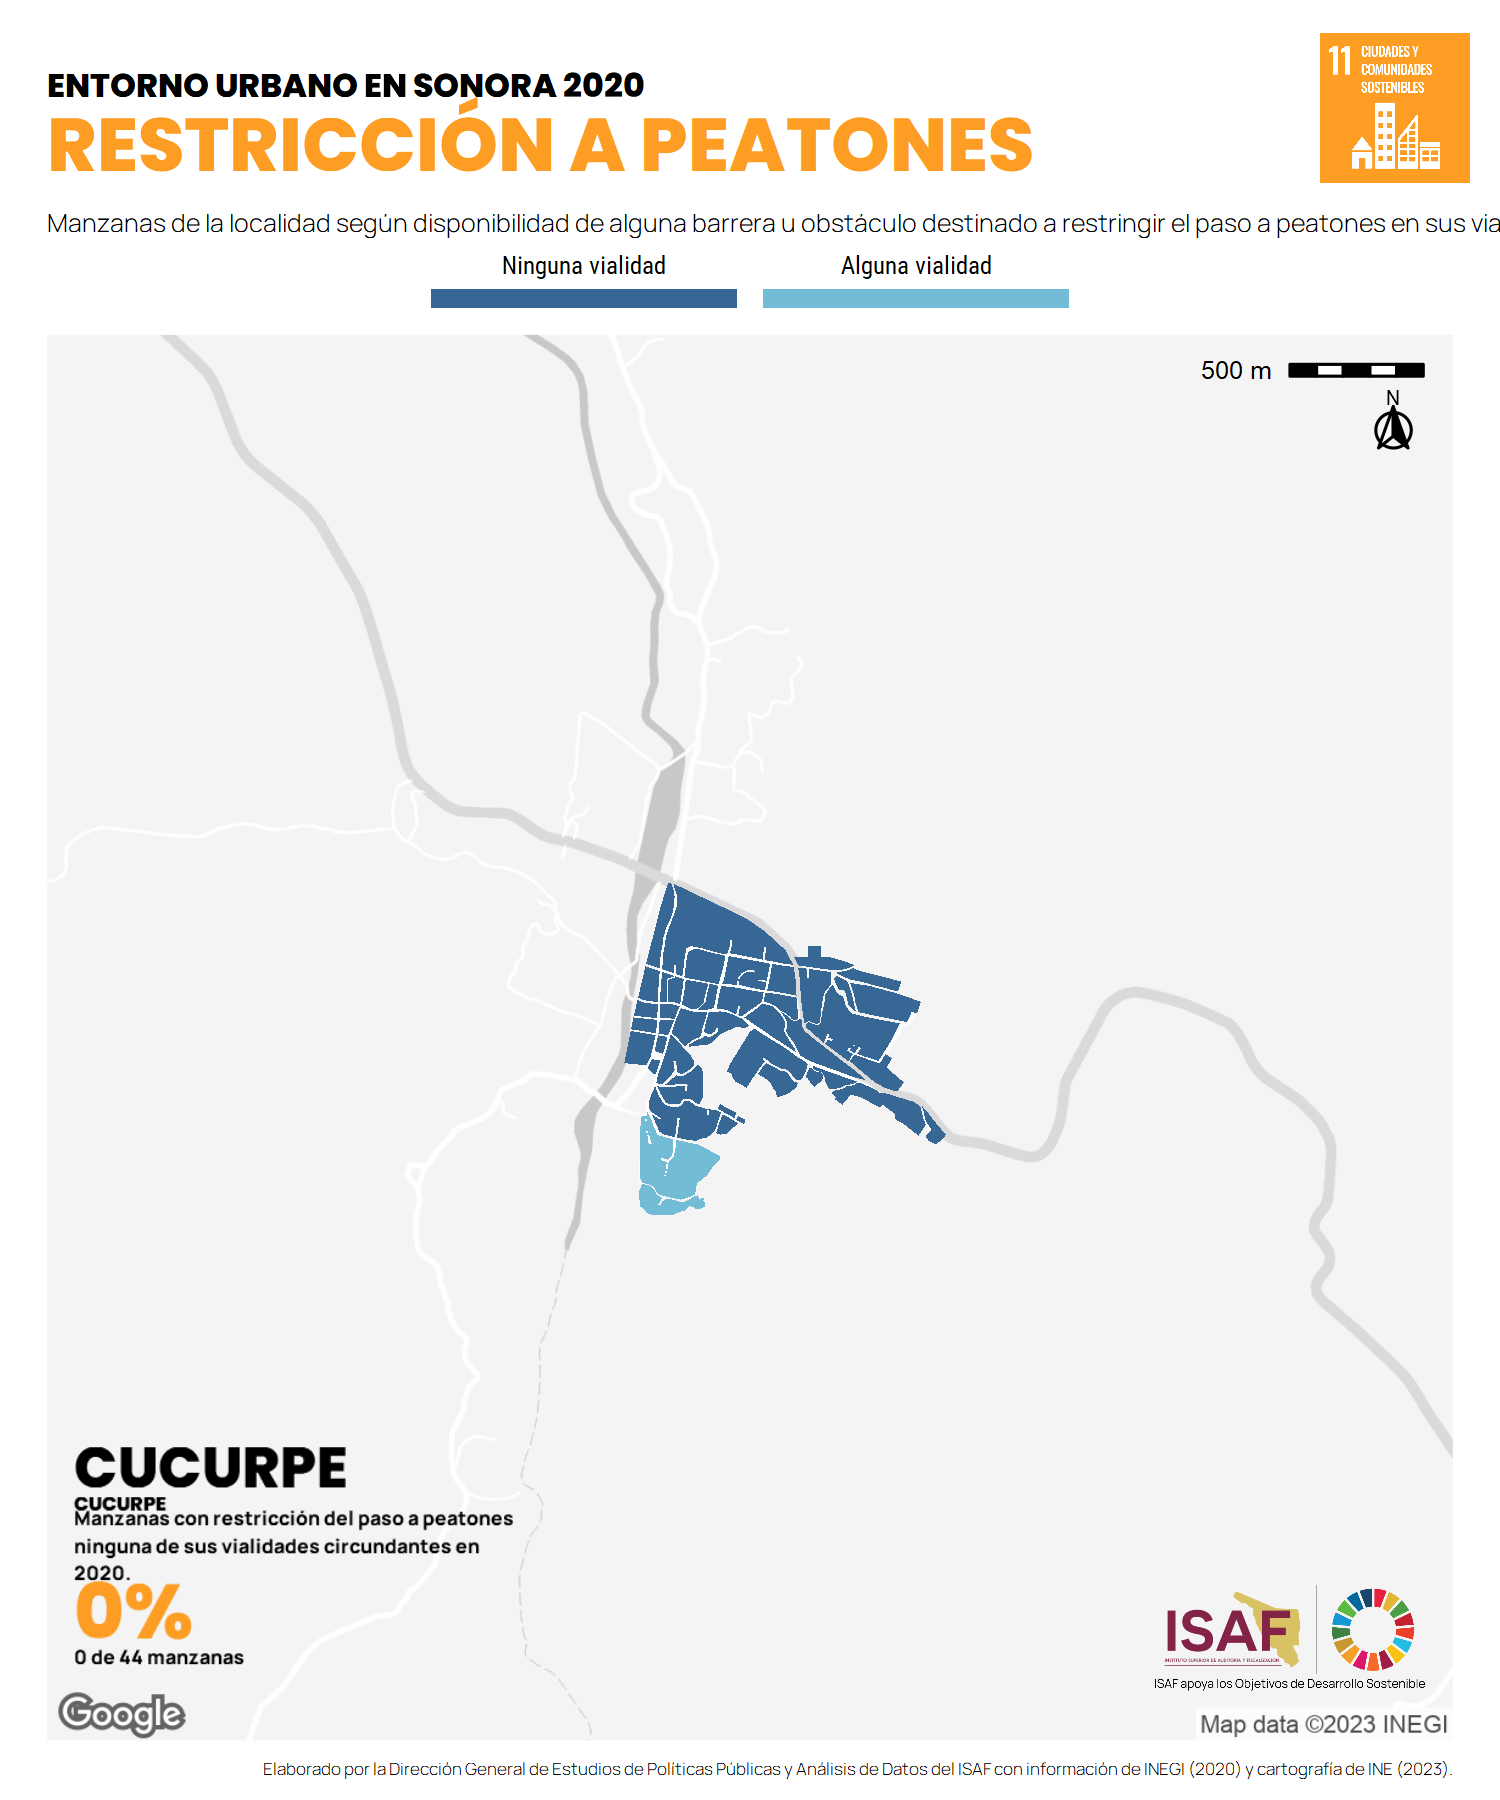 ENTORNO URBANO EN SONORA 2020
RESTRICCIÓN A PEATONES
11 CIUDADES Y
COMUNIDADES
SOSTENIBLES
Manzanas de la localidad según disponibilidad de alguna barrera u obstáculo destinado a restringir el paso a peatones en sus via
Ninguna vialidad
Alguna vialidad
500 m
N
CUCURPE
CUCURPE
Manzanas con restricción del paso a peatones
ninguna de sus vialidades circundantes en
2020.
0%
0 de 44 manzanas
ISAF
INSTITUTO SUPERIOR DE AUDITORÍA Y FISCALIZACIÓN
ISAF apoya los Objetivos de Desarrollo Sostenible
Google
Map data ©2023 INEGI
Elaborado por la Dirección General de Estudios de Políticas Públicas y Análisis de Datos del ISAF con información de INEGI (2020) y cartografía de INE (2023).